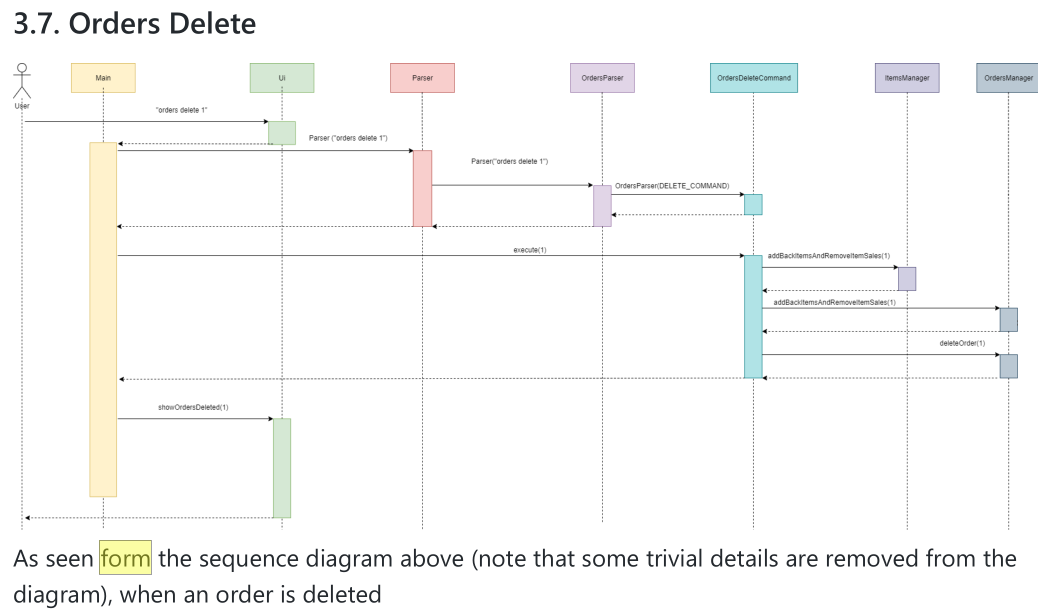 3.7. Orders Delete
Main
Ui
Parser
OrdersParser
OrdersDeleteCommand
ItemsManager
OrdersManager
User
"orders delete 1"
Parser ("orders delete 1")
Parser("orders delete 1")
OrdersParser(DELETE_COMMAND)
execute(1)
addBackItemsAndRemoveItemSales(1)
addBackItemsAndRemoveItemSales(1)
deleteOrder(1)
showOrdersDeleted(1)
As seen form the sequence diagram above (note that some trivial details are removed from the
diagram), when an order is deleted